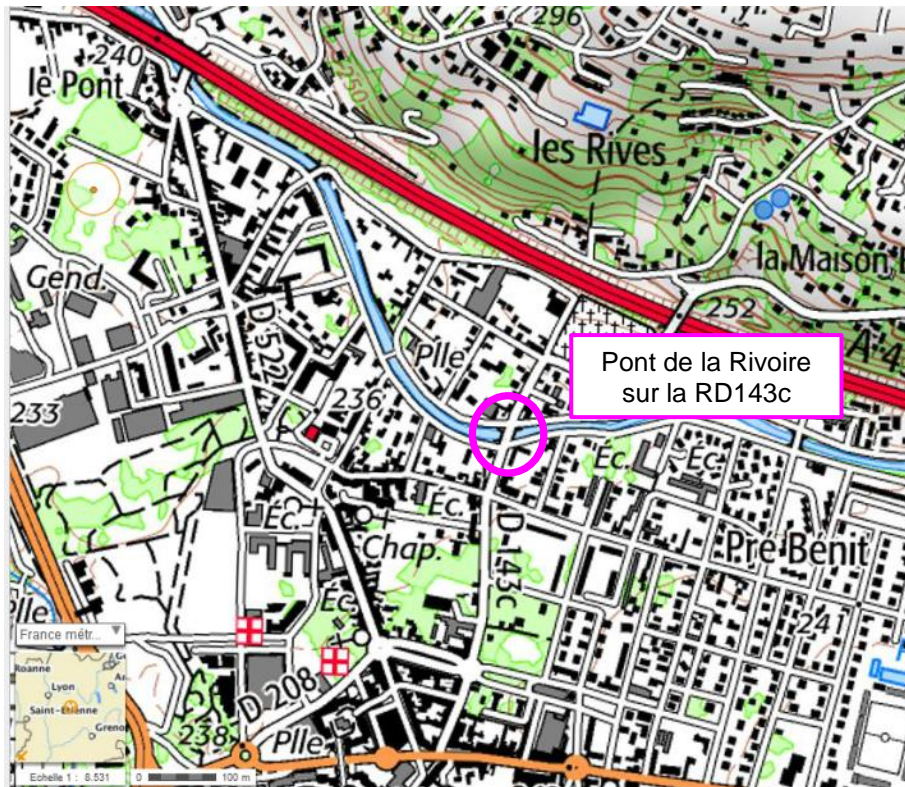 296
240
le Pont
250
les Rives
la Maison
Gend.
252
A 4
D 522
Plle
Pont de la Rivoire
sur la RD143c
236
233
Éc.
Éc.
Éc.
Éc.
Chap.
D 143c
Pré Bénit
Éc.
Plle
241
France métr...
Roanne
Lyon
Saint-Etienne
Greno
D 208
238
Plle
Echelle 1 : 8.531
0
100 m